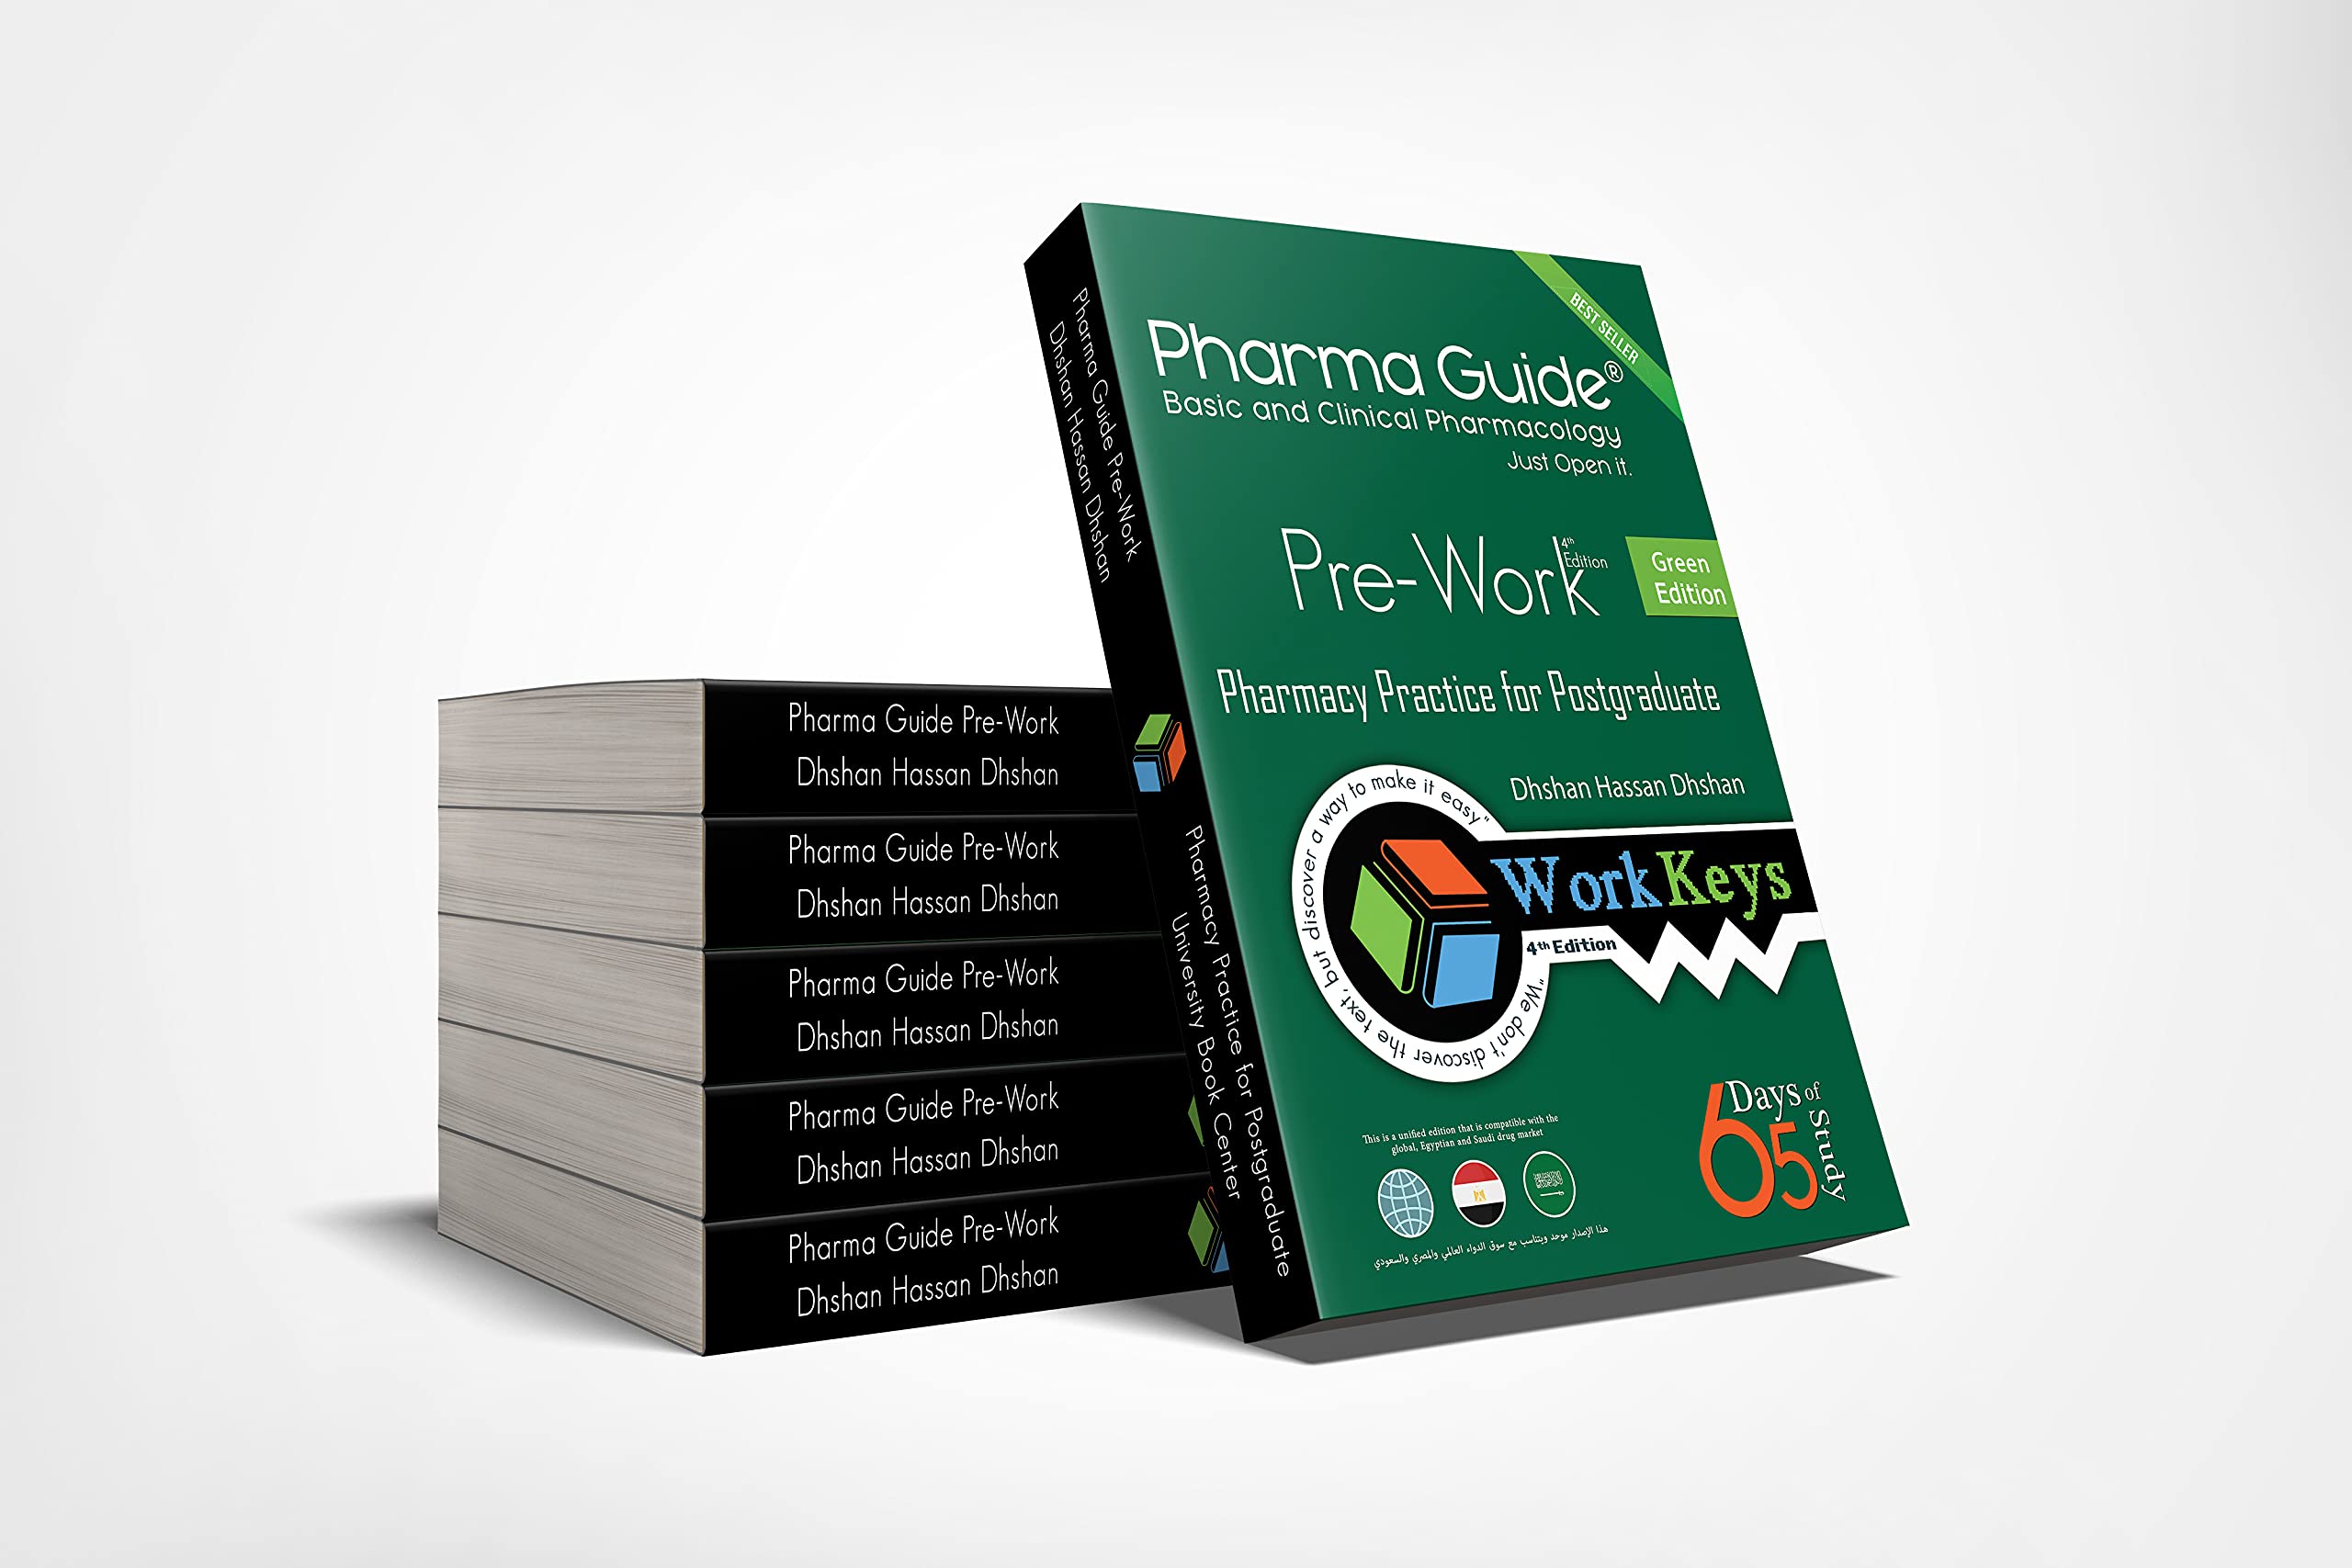 Pharma Guide Pre-Work
Dhshan Hassan Dhshan
Pharma Guide Pre-Work
Dhshan Hassan Dhshan
Pharma Guide Pre-Work
Dhshan Hassan Dhshan
Pharma Guide Pre-Work
Dhshan Hassan Dhshan
Pharma Guide Pre-Work
Dhshan Hassan Dhshan
Pharma Guide Pre-Work
Dhshan Hassan Dhshan
Pharmacy Practice for Postgraduate
University Book Center
BEST SELLER
Pharma Guide®
Basic and Clinical Pharmacology
Just Open it.
Pre-Work
4th
Edition
Green
Edition
Pharmacy Practice for Postgraduate
Dhshan Hassan Dhshan
"We don't discover the text, but discover a way to make it easy"
WorkKeys
4th Edition
65 Days of Study
This is a unified edition that is compatible with the
global, Egyptian and Saudi drug market
هذا الإصدار موحد ويتناسب مع سوق الدواء العالمي والمصري والسعودي